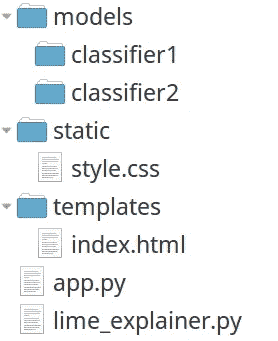 models
classifier1
classifier2
static
style.css
templates
index.html
app.py
lime_explainer.py